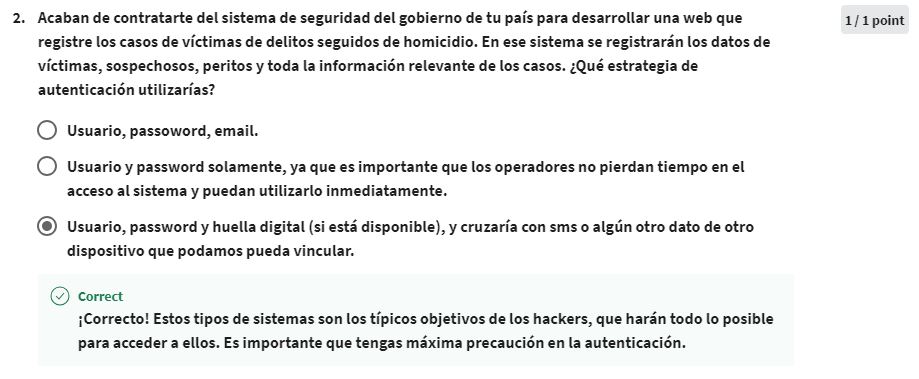 2. Acaban de contratarte del sistema de seguridad del gobierno de tu país para desarrollar una web que
1 / 1 point
registre los casos de víctimas de delitos seguidos de homicidio. En ese sistema se registrarán los datos de
víctimas, sospechosos, peritos y toda la información relevante de los casos. ¿Qué estrategia de
autenticación utilizarías?
Usuario, passoword, email.
Usuario y password solamente, ya que es importante que los operadores no pierdan tiempo en el
acceso al sistema y puedan utilizarlo inmediatamente.
Usuario, password y huella digital (si está disponible), y cruzaría con sms o algún otro dato de otro
dispositivo que podamos pueda vincular.
Correct
¡Correcto! Estos tipos de sistemas son los típicos objetivos de los hackers, que harán todo lo posible
para acceder a ellos. Es importante que tengas máxima precaución en la autenticación.